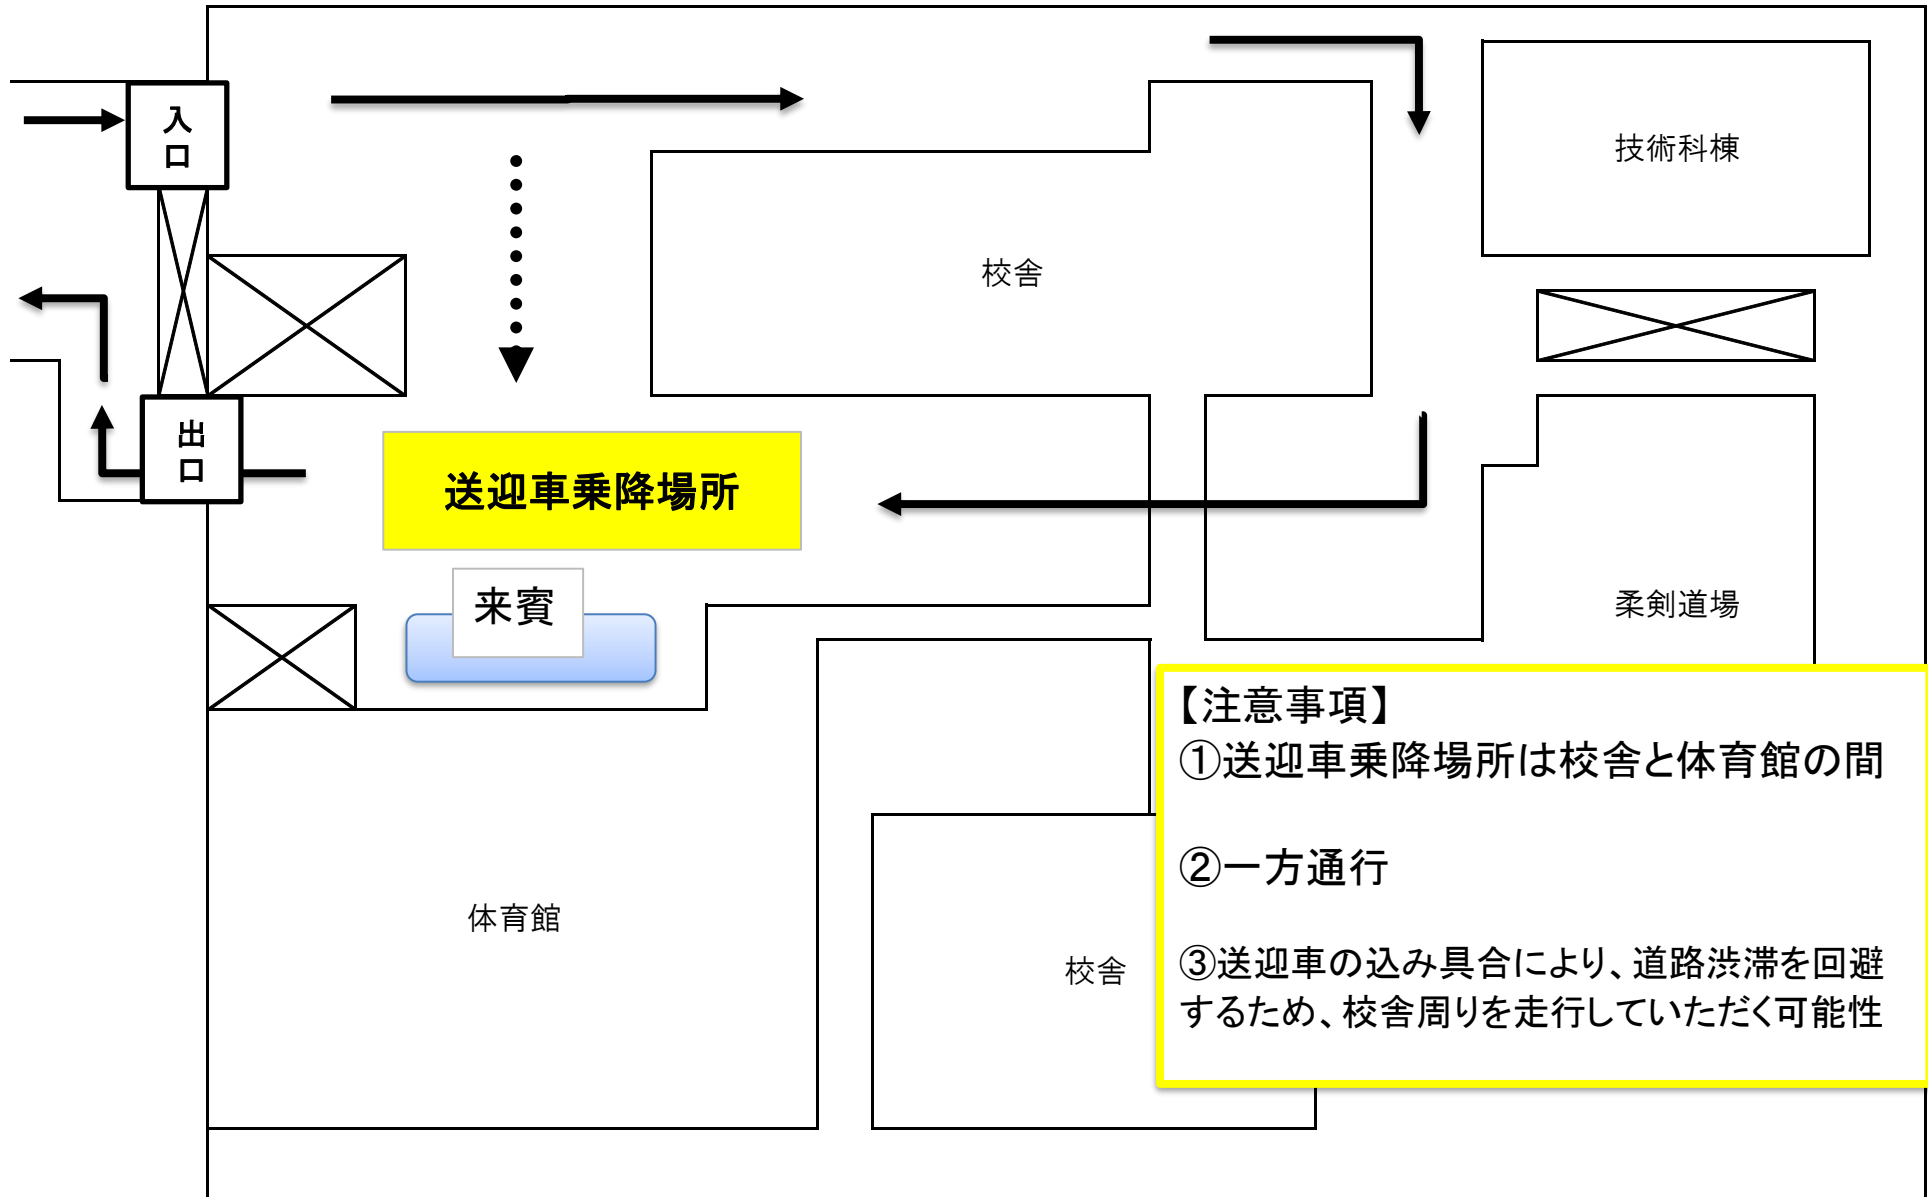 入
口
技術科棟
校舎
出
口
送迎車乗降場所
来賓
柔剣道場
【注意事項】
①送迎車乗降場所は校舎と体育館の間
②一方通行
③送迎車の込み具合により、道路渋滞を回避
するため、校舎周りを走行していただく可能性
体育館
校舎